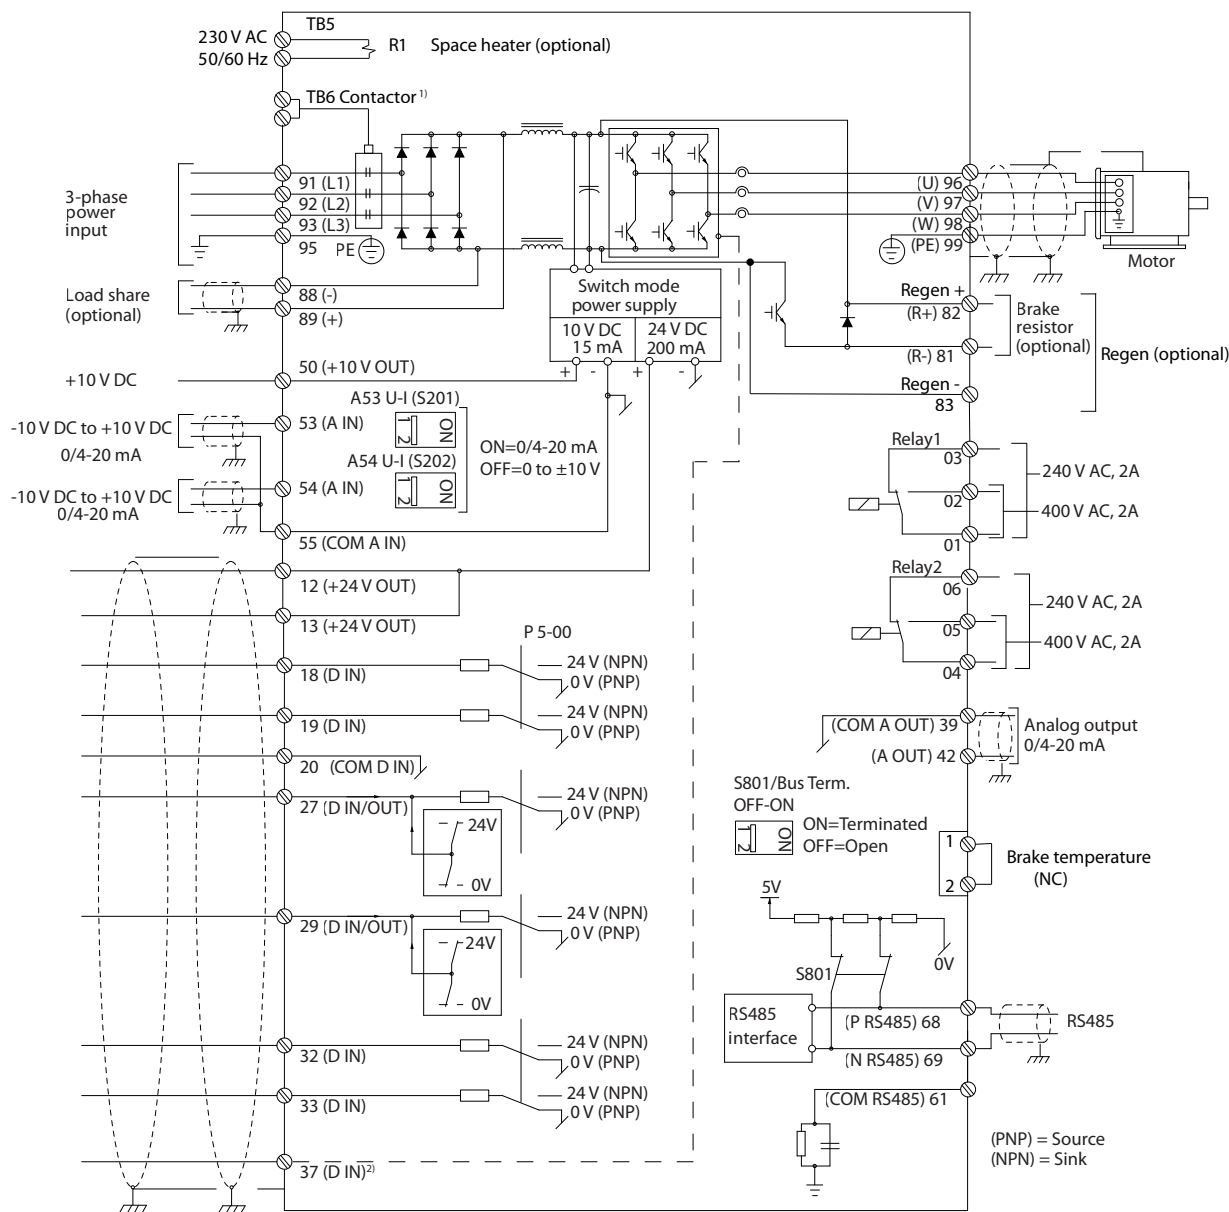 TB5
230 V AC
50/60 Hz
R1
Space heater (optional)
TB6 Contactor 1)
3-phase
power
input
91 (L1)
92 (L2)
93 (L3)
95
PE
(U) 96
(V) 97
(W) 98
(PE) 99
Motor
Load share
(optional)
88 (-)
89 (+)
Switch mode
power supply
10 V DC
15 mA
24 V DC
200 mA
+
-
+
-
Regen +
(R+) 82
Brake
resistor
(optional)
(R-) 81
Regen (optional)
Regen -
83
+10 V DC
50 (+10 V OUT)
A53 U-I (S201)
1 2
ON
-10 V DC to +10 V DC
0/4-20 mA
53 (A IN)
ON=0/4-20 mA
OFF=0 to ±10 V
A54 U-I (S202)
1 2
ON
-10 V DC to +10 V DC
0/4-20 mA
54 (A IN)
55 (COM A IN)
12 (+24 V OUT)
13 (+24 V OUT)
Relay1
03
240 V AC, 2A
02
400 V AC, 2A
01
Relay2
06
240 V AC, 2A
05
400 V AC, 2A
04
P 5-00
18 (D IN)
24 V (NPN)
0 V (PNP)
19 (D IN)
24 V (NPN)
0 V (PNP)
20 (COM D IN)
27 (D IN/OUT)
24 V (NPN)
0 V (PNP)
24V
0V
29 (D IN/OUT)
24 V (NPN)
0 V (PNP)
24V
0V
32 (D IN)
24 V (NPN)
0 V (PNP)
33 (D IN)
24 V (NPN)
0 V (PNP)
37 (D IN) 2)
(COM A OUT) 39
Analog output
0/4-20 mA
(A OUT) 42
S801/Bus Term.
OFF-ON
1 2
ON
ON=Terminated
OFF=Open
1
2
Brake temperature
(NC)
5V
0V
S801
RS485
interface
(P RS485) 68
RS485
(N RS485) 69
(COM RS485) 61
(PNP) = Source
(NPN) = Sink